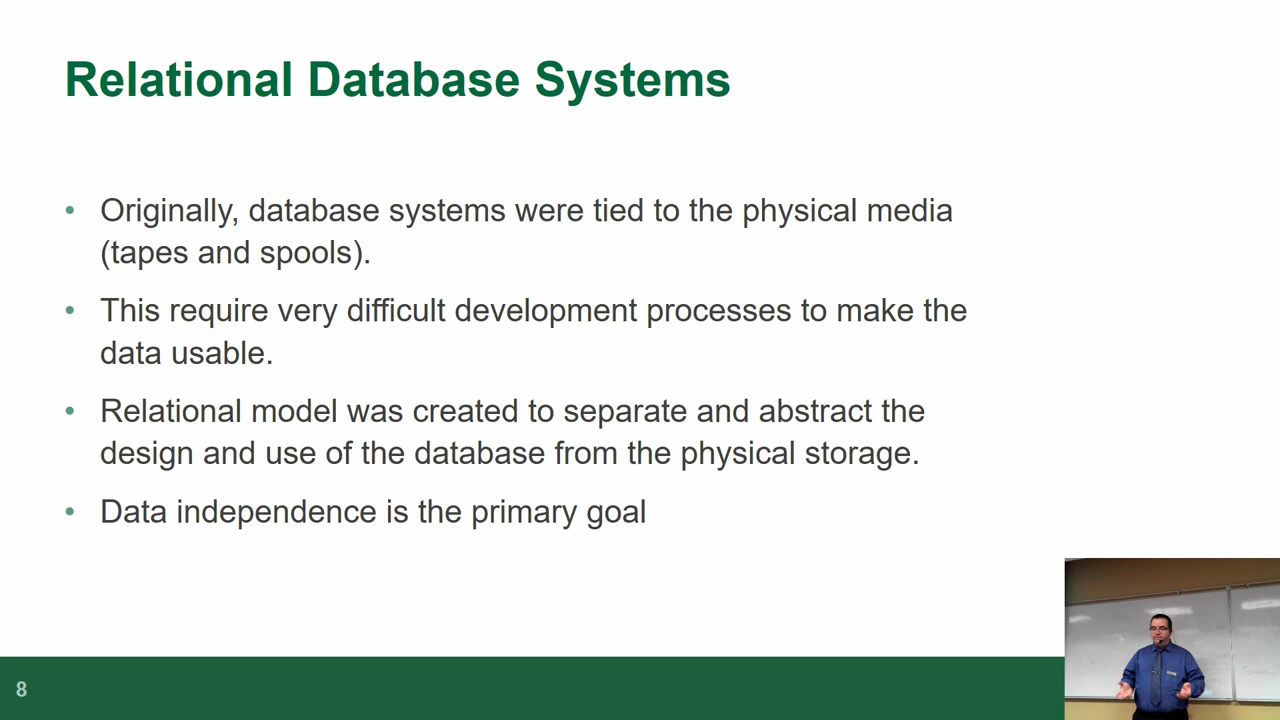 Relational Database Systems
• Originally, database systems were tied to the physical media
(tapes and spools).
• This require very difficult development processes to make the
data usable.
• Relational model was created to separate and abstract the
design and use of the database from the physical storage.
• Data independence is the primary goal
8